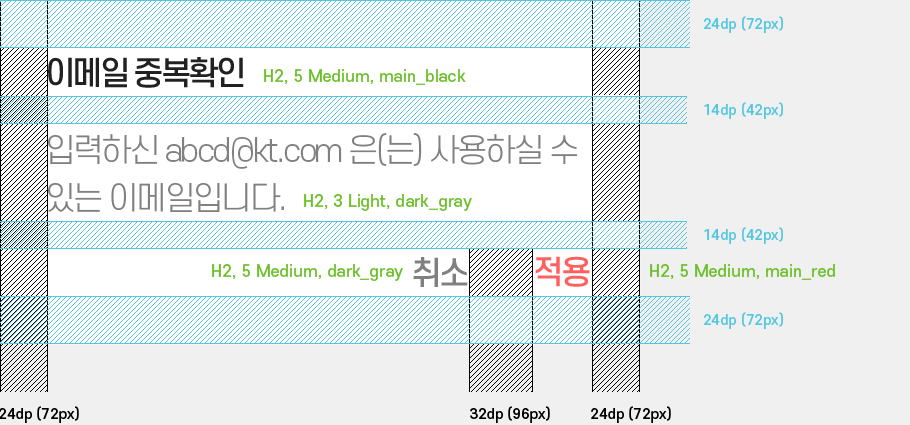 24dp (72px)
이메일 중복확인 H2, 5 Medium, main_black
14dp (42px)
입력하신 abcd@kt.com 은(는) 사용하실 수
있는 이메일입니다. H2, 3 Light, dark_gray
14dp (42px)
H2, 5 Medium, dark_gray 취소 적용 H2, 5 Medium, main_red
24dp (72px)
24dp (72px) 32dp (96px) 24dp (72px)